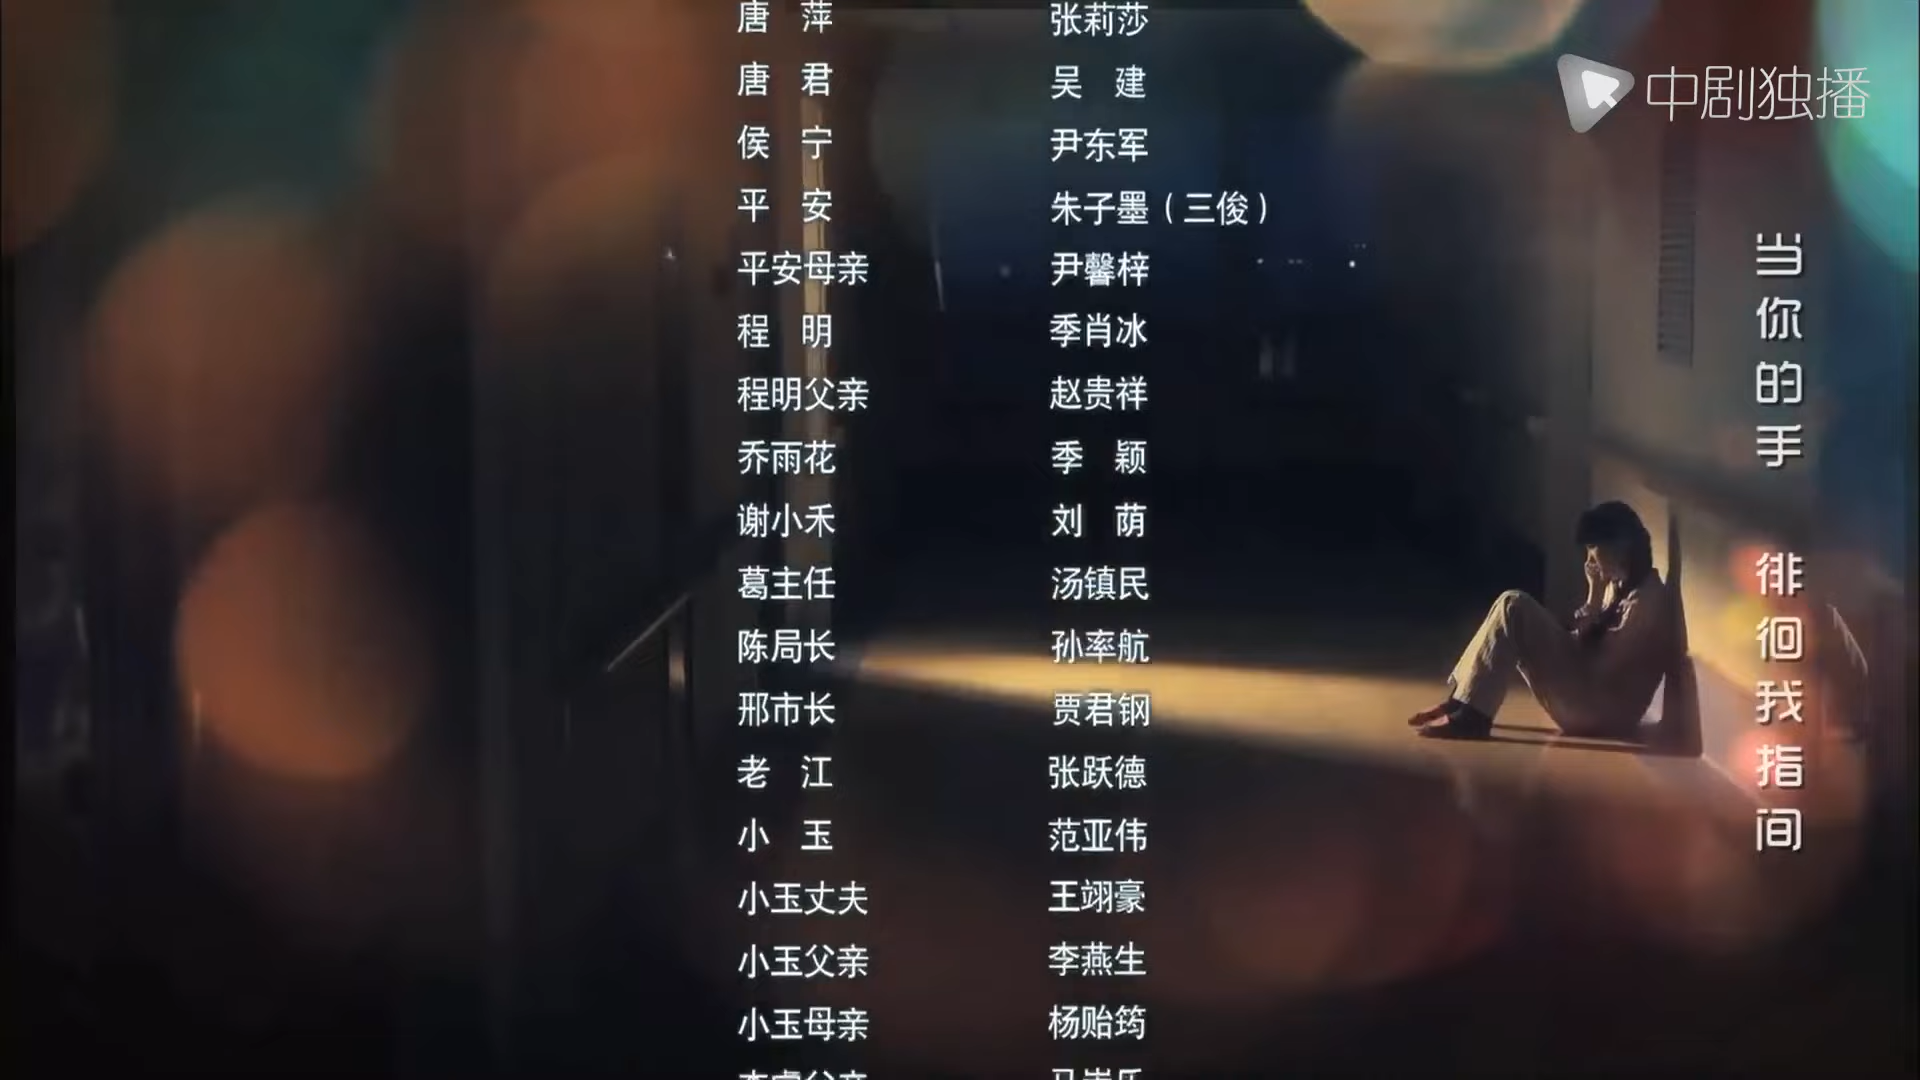 唐 萍 张莉莎
唐 君 吴 建
侯 宁 尹东军
平 安 朱子墨（三俊）
平安母亲 尹馨梓
程 明 季肖冰
程明父亲 赵贵祥
乔雨花 季 颖
谢小禾 刘 荫
葛主任 汤镇民
陈局长 孙率航
邢市长 贾君钢
老 江 张跃德
小 玉 范亚伟
小玉丈夫 王翊豪
小玉父亲 李燕生
小玉母亲 杨贻筠
中剧独播
当你的手 徘徊我指间